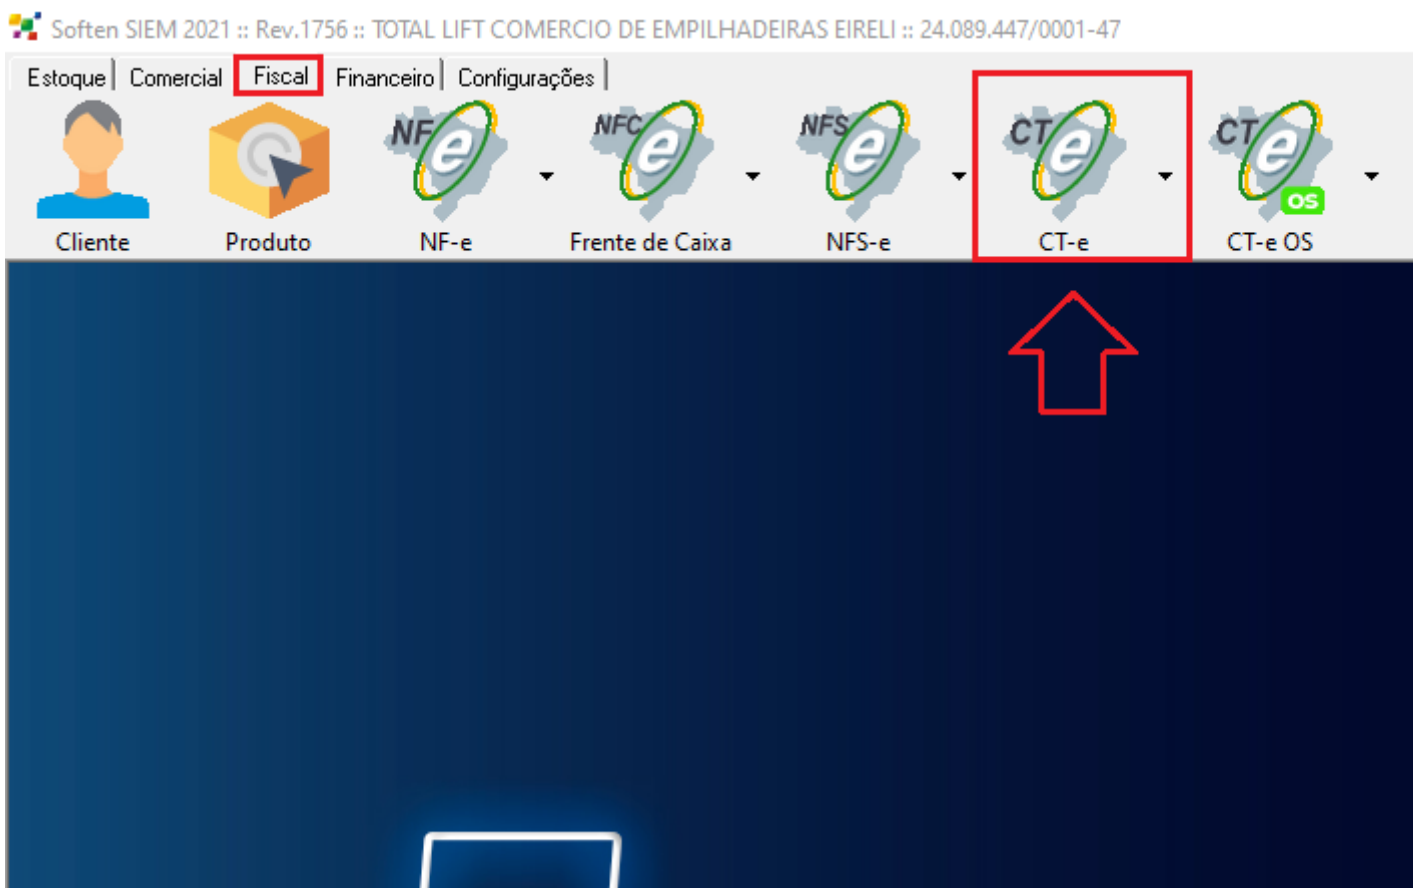 Soften SIEM 2021 :: Rev.1756 :: TOTAL LIFT COMERCIO DE EMPILHADEIRAS EIRELI :: 24.089.447/0001-47
Estoque Comercial Fiscal Financeiro Configurações
NF e NFC e NFS e CT e CT e OS
Cliente Produto NF-e Frente de Caixa NFS-e CT-e CT-e OS